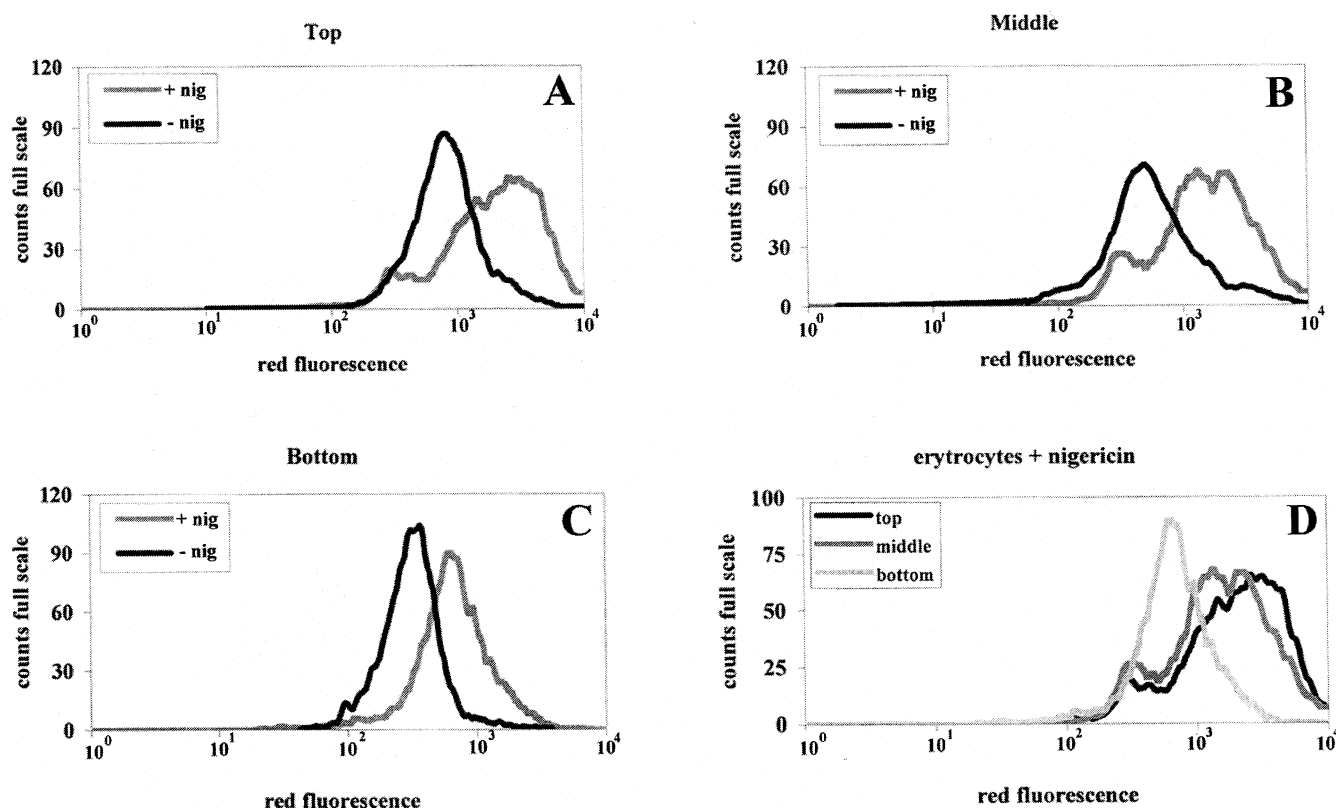 Top
A
+ nig
- nig
120
90
60
30
0
counts full scale
10^0 10^1 10^2 10^3 10^4
red fluorescence
Middle
B
+ nig
- nig
120
90
60
30
0
counts full scale
10^0 10^1 10^2 10^3 10^4
red fluorescence
Bottom
C
+ nig
- nig
120
90
60
30
0
counts full scale
10^0 10^1 10^2 10^3 10^4
red fluorescence
erytrocytes + nigericin
D
top
middle
bottom
100
75
50
25
0
counts full scale
10^0 10^1 10^2 10^3 10^4
red fluorescence